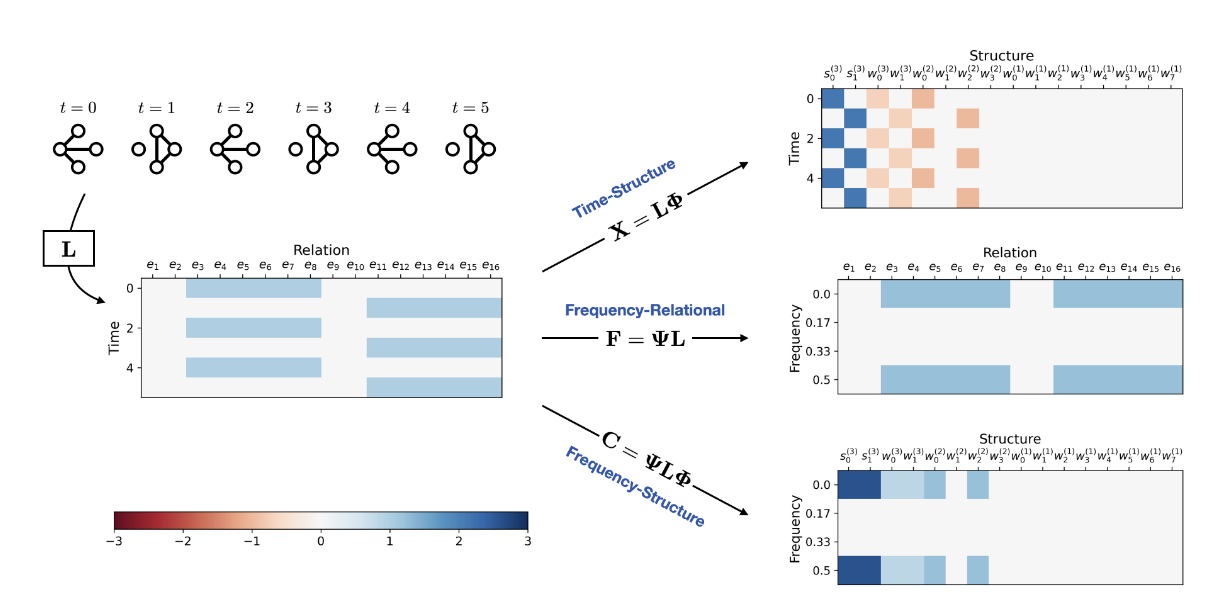 t = 0 t = 1 t = 2 t = 3 t = 4 t = 5
L
Relation
e₁ e₂ e₃ e₄ e₅ e₆ e₇ e₈ e₉ e₁₀ e₁₁ e₁₂ e₁₃ e₁₄ e₁₅ e₁₆
Time
0
2
4
−3 −2 −1 0 1 2 3
Time-Structure
X = LΦ
Frequency-Relational
F = ΨL
C = ΨLΦ
Frequency-Structure
Structure
s₀⁽³⁾ s₁⁽³⁾ w₀⁽³⁾ w₁⁽³⁾ w₀⁽²⁾ w₁⁽²⁾ w₂⁽²⁾ w₃⁽²⁾ w₀⁽¹⁾ w₁⁽¹⁾ w₂⁽¹⁾ w₃⁽¹⁾ w₄⁽¹⁾ w₅⁽¹⁾ w₆⁽¹⁾ w₇⁽¹⁾
Time
0
2
4
Relation
e₁ e₂ e₃ e₄ e₅ e₆ e₇ e₈ e₉ e₁₀ e₁₁ e₁₂ e₁₃ e₁₄ e₁₅ e₁₆
Frequency
0.0
0.17
0.33
0.5
Structure
s₀⁽³⁾ s₁⁽³⁾ w₀⁽³⁾ w₁⁽³⁾ w₀⁽²⁾ w₁⁽²⁾ w₂⁽²⁾ w₃⁽²⁾ w₀⁽¹⁾ w₁⁽¹⁾ w₂⁽¹⁾ w₃⁽¹⁾ w₄⁽¹⁾ w₅⁽¹⁾ w₆⁽¹⁾ w₇⁽¹⁾
Frequency
0.0
0.17
0.33
0.5